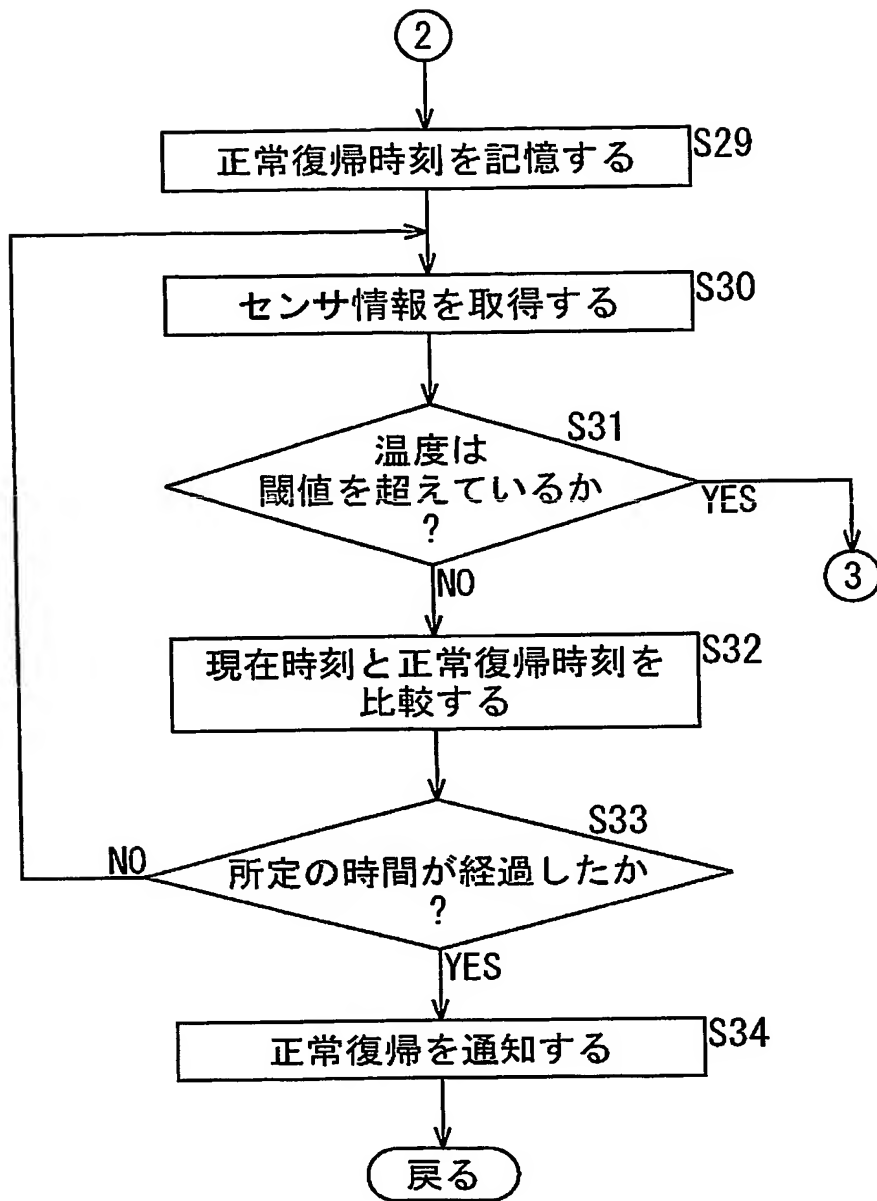 2
正常復帰時刻を記憶する
S29
センサ情報を取得する
S30
S31
温度は
閾値を超えているか
?
YES
3
NO
現在時刻と正常復帰時刻を
比較する
S32
S33
所定の時間が経過したか
?
NO
YES
正常復帰を通知する
S34
戻る